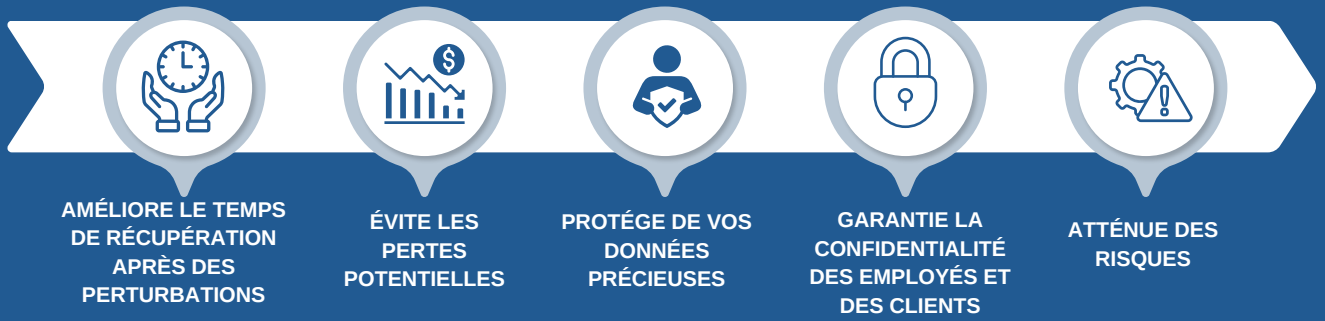 AMÉLIORE LE TEMPS
DE RÉCUPÉRATION
APRÈS DES
PERTURBATIONS
$
ÉVITE LES
PERTES
POTENTIELLES
PROTÉGE DE VOS
DONNÉES
PRÉCIEUSES
GARANTIE LA
CONFIDENTIALITÉ
DES EMPLOYÉS ET
DES CLIENTS
!
ATTÉNUE DES
RISQUES